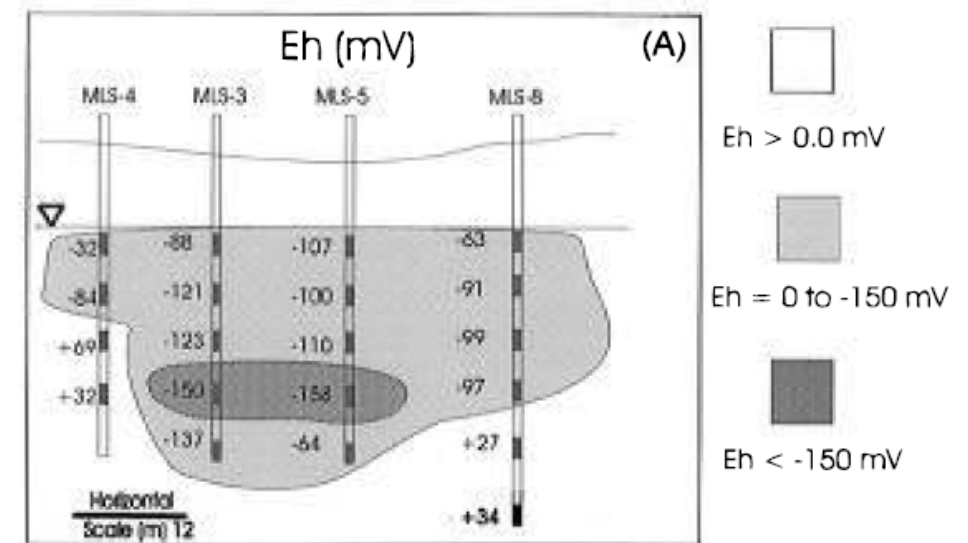 Eh (mV)
(A)
MLS-4 MLS-3 MLS-5 MLS-8
-32 -88 -107 -63
-84 -121 -100 -91
+69 -123 -110 -99
+32 -150 -158 -97
-137 -64 +27
+34
Horizontal
Scale (m) 12
Eh > 0.0 mV
Eh = 0 to -150 mV
Eh < -150 mV